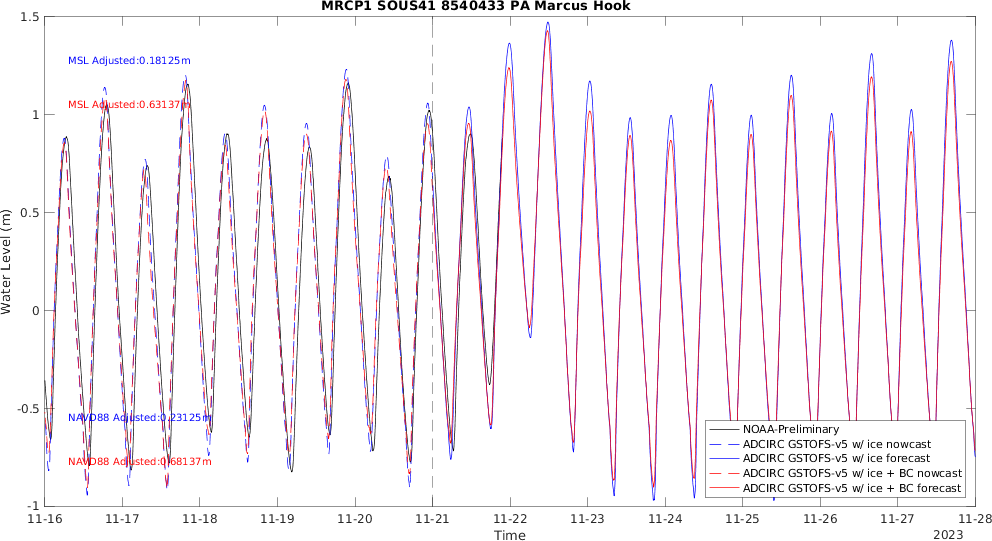 MRCP1 SOUS41 8540433 PA Marcus Hook
1.5
MSL Adjusted:0.18125m
MSL Adjusted:0.63137m
1
0.5
Water Level (m)
0
-0.5
NAVD88 Adjusted:0.23125m
NAVD88 Adjusted:0.68137m
-1
NOAA-Preliminary
ADCIRC GSTOFS-v5 w/ ice nowcast
ADCIRC GSTOFS-v5 w/ ice forecast
ADCIRC GSTOFS-v5 w/ ice + BC nowcast
ADCIRC GSTOFS-v5 w/ ice + BC forecast
11-16 11-17 11-18 11-19 11-20 11-21 11-22 11-23 11-24 11-25 11-26 11-27 11-28
Time
2023